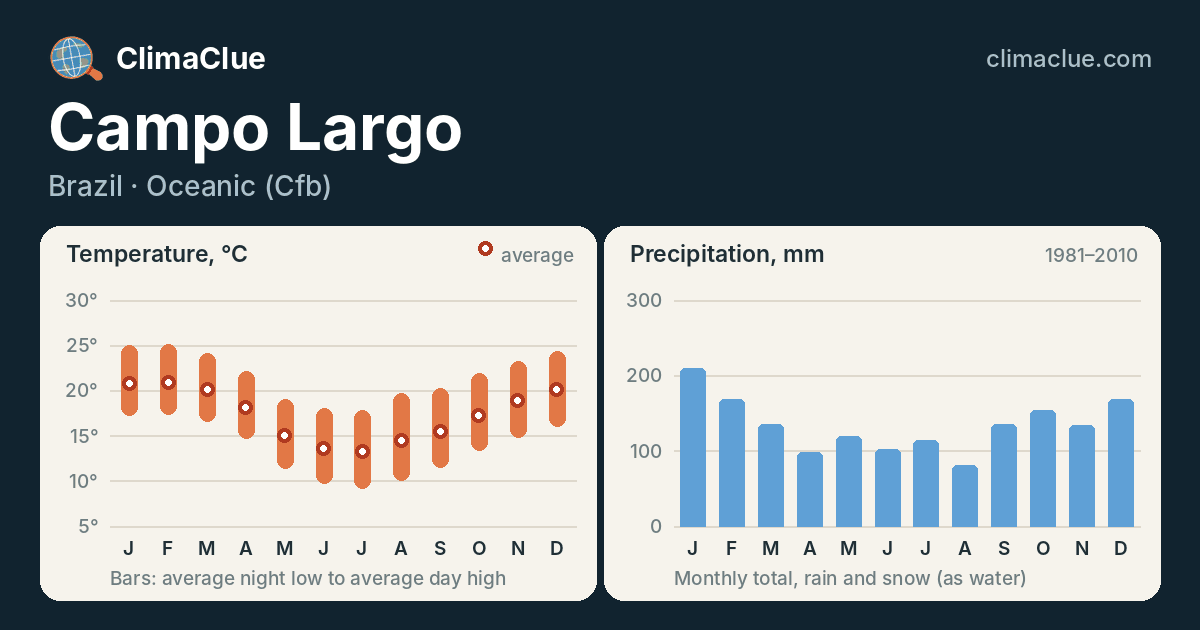 ClimaClue
climaclue.com
Campo Largo
Brazil · Oceanic (Cfb)
Temperature, °C
average
30°
25°
20°
15°
10°
5°
J F M A M J J A S O N D
Bars: average night low to average day high
Precipitation, mm
1981–2010
300
200
100
0
J F M A M J J A S O N D
Monthly total, rain and snow (as water)